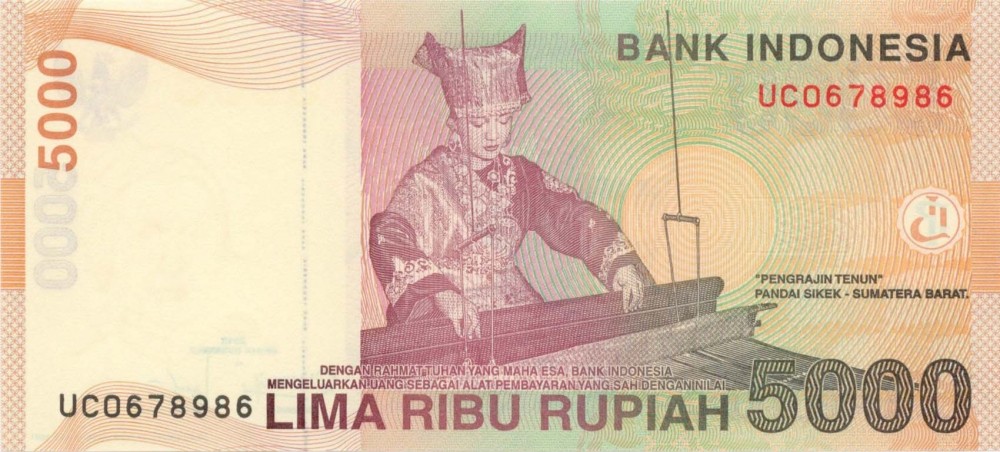 5000
BANK INDONESIA
UC0678986
"PENGRAJIN TENUN"
PANDAI SIKEK - SUMATERA BARAT.
DENGAN RAHMAT TUHAN YANG MAHA ESA, BANK INDONESIA
MENGELUARKAN UANG SEBAGAI ALAT PEMBAYARAN YANG SAH DENGAN NILAI
UC0678986
LIMA RIBU RUPIAH 5000